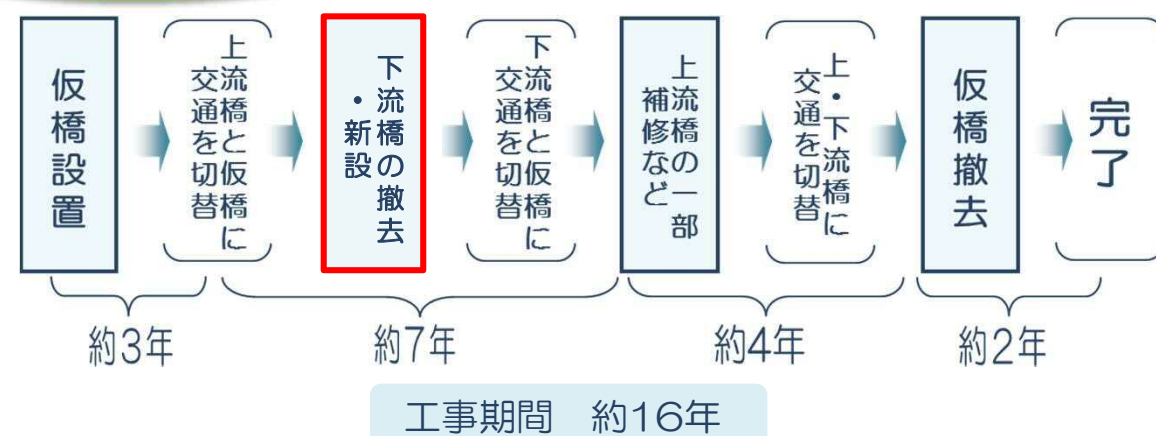 仮橋設置
上流橋と仮橋に
交通を切替
下流橋の撤去
・新設
下流橋と仮橋に
交通を切替
上流橋の一部
補修など
上・下流橋に
交通を切替
仮橋撤去
完了
約3年
約7年
約4年
約2年
工事期間　約16年